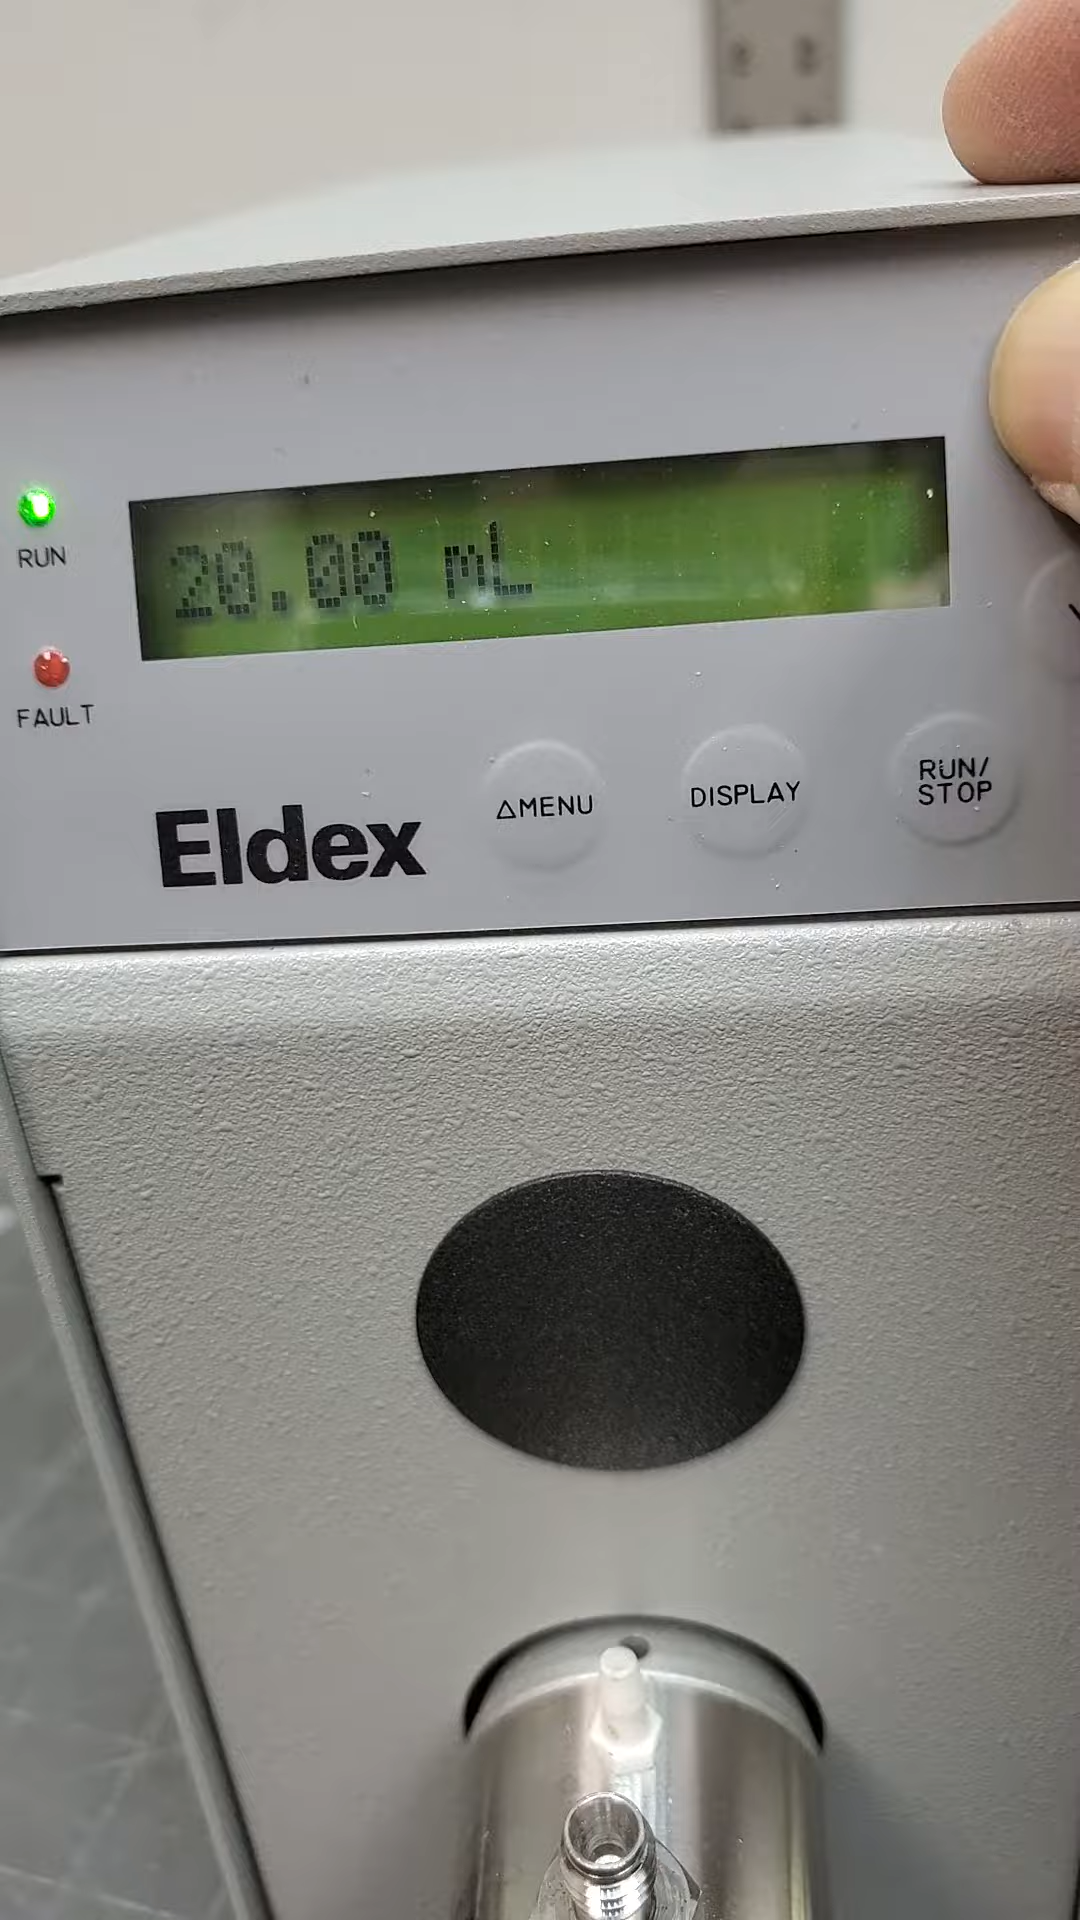 20.00 mL
RUN
FAULT
Eldex
△MENU
DISPLAY
RUN/
STOP